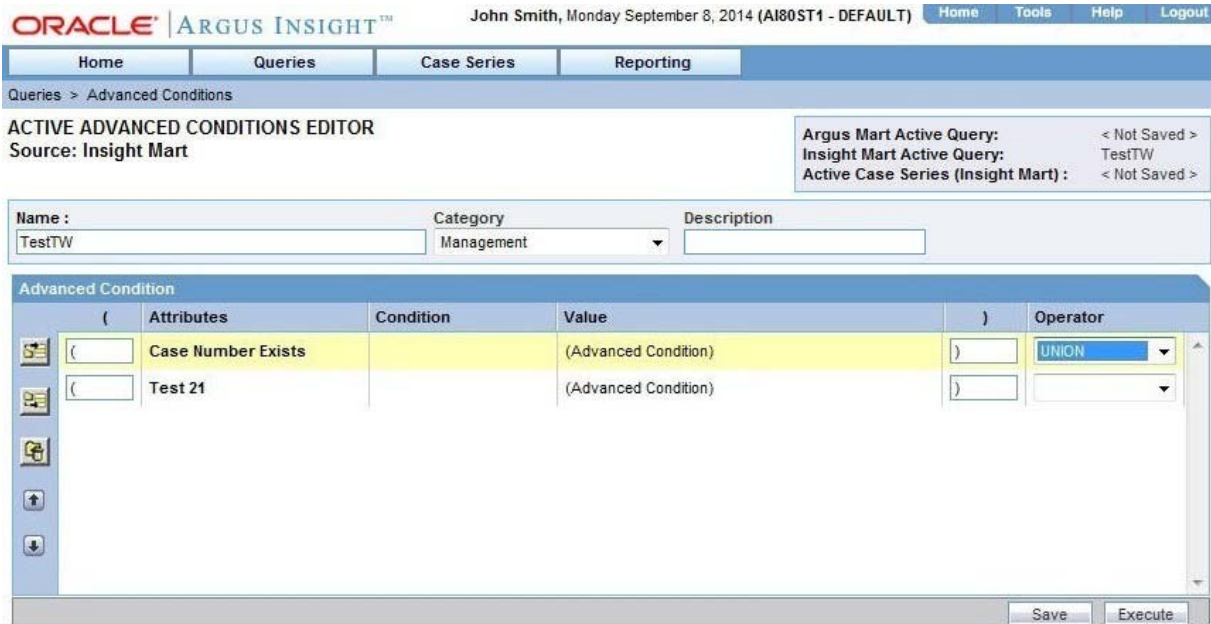 ORACLE® | ARGUS INSIGHT™ John Smith, Monday September 8, 2014 (AI80ST1 - DEFAULT) Home Tools Help Logout
Home Queries Case Series Reporting
Queries > Advanced Conditions
ACTIVE ADVANCED CONDITIONS EDITOR
Source: Insight Mart
Argus Mart Active Query: < Not Saved >
Insight Mart Active Query: TestTW
Active Case Series (Insight Mart) : < Not Saved >
Name : Category Description
TestTW Management
Advanced Condition
( Attributes Condition Value ) Operator
( Case Number Exists (Advanced Condition) ) UNION
( Test 21 (Advanced Condition) )
Save Execute